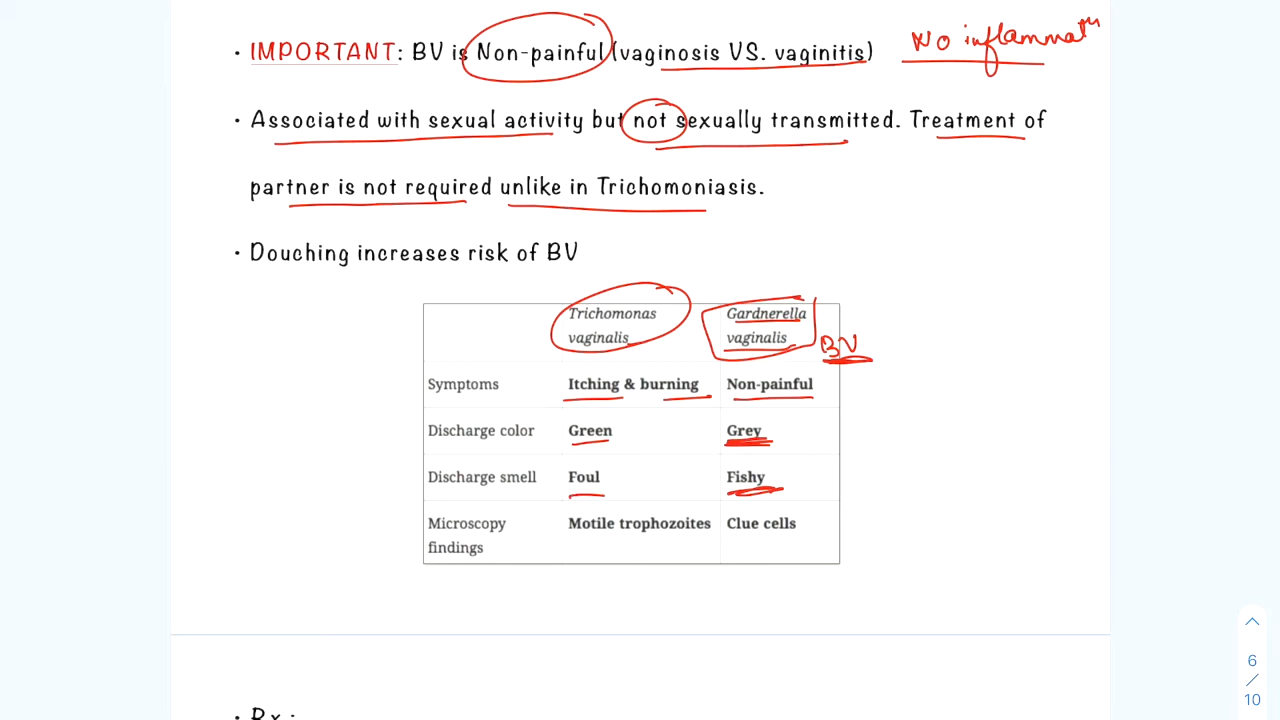 • IMPORTANT: BV is Non-painful (vaginosis VS. vaginitis)
No inflammatⁿ
• Associated with sexual activity but not sexually transmitted. Treatment of
partner is not required unlike in Trichomoniasis.
• Douching increases risk of BV
Trichomonas vaginalis
Gardnerella vaginalis
BV
Symptoms Itching & burning Non-painful
Discharge color Green Grey
Discharge smell Foul Fishy
Microscopy findings Motile trophozoites Clue cells
• Rx :
6
/
10